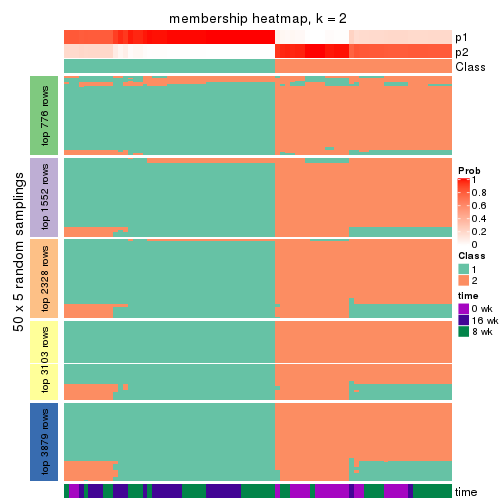 membership heatmap, k = 2
p1
p2
Class
50 x 5 random samplings
top 776 rows
top 1552 rows
top 2328 rows
top 3103 rows
top 3879 rows
Prob
1
0.8
0.6
0.4
0.2
0
Class
1
2
time
0 wk
16 wk
8 wk
time